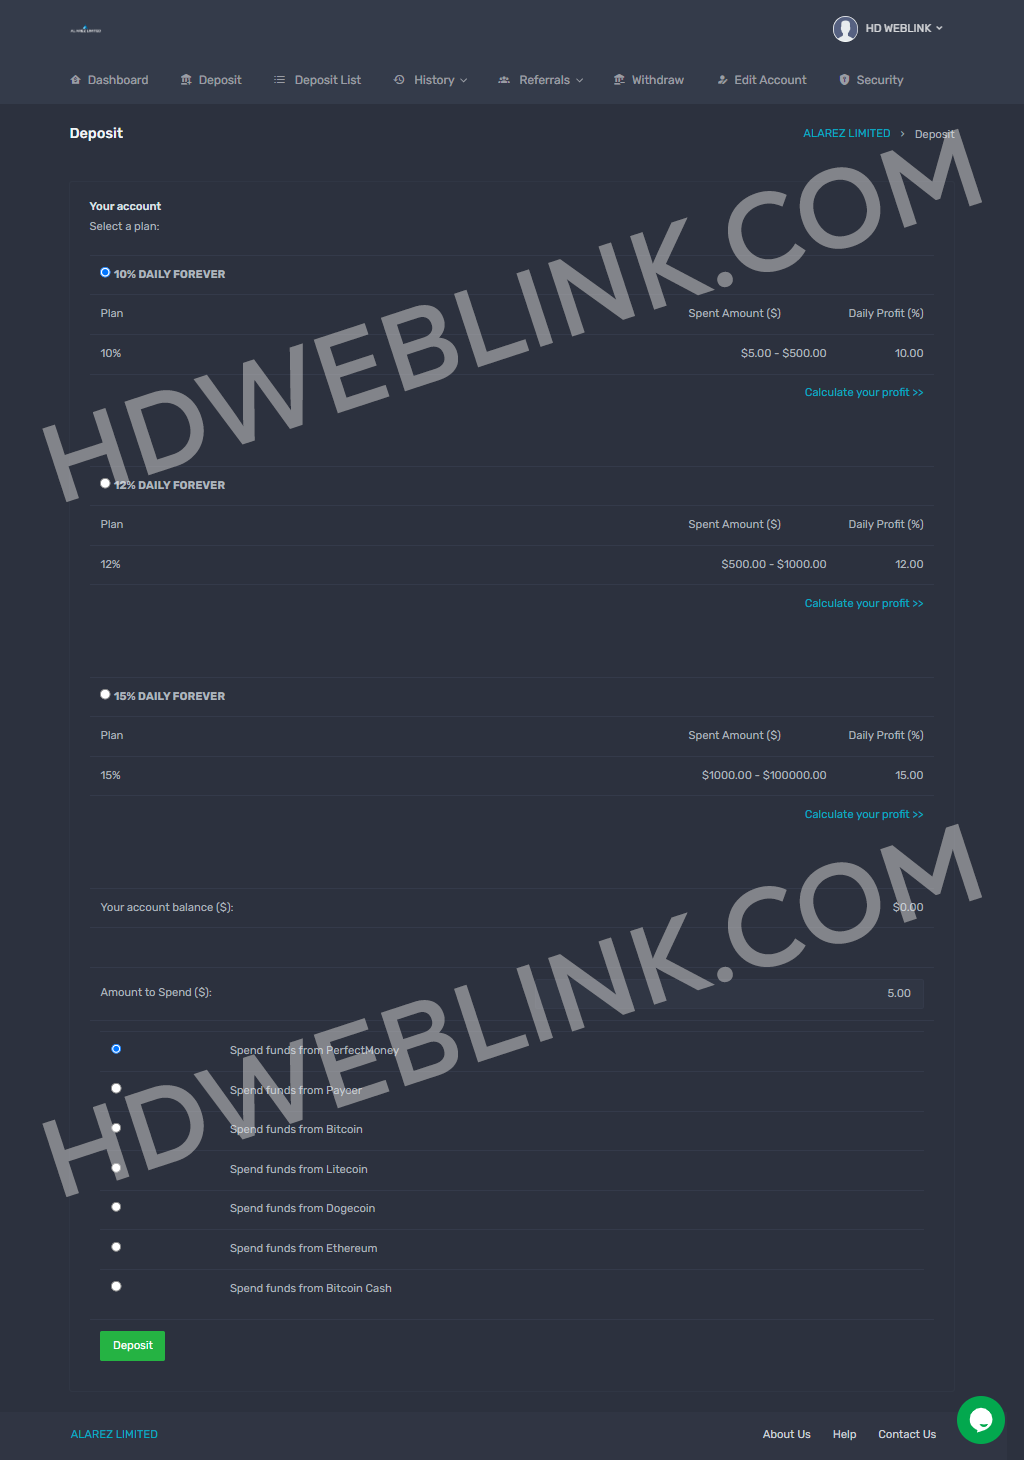 ALAREZ LIMITED
HD WEBLINK
Dashboard Deposit Deposit List History Referrals Withdraw Edit Account Security
Deposit
ALAREZ LIMITED > Deposit
Your account
Select a plan:
10% DAILY FOREVER
Plan Spent Amount ($) Daily Profit (%)
10% $5.00 - $500.00 10.00
Calculate your profit >>
HDWEBLINK.COM
12% DAILY FOREVER
Plan Spent Amount ($) Daily Profit (%)
12% $500.00 - $1000.00 12.00
Calculate your profit >>
15% DAILY FOREVER
Plan Spent Amount ($) Daily Profit (%)
15% $1000.00 - $100000.00 15.00
Calculate your profit >>
Your account balance ($): $0.00
HDWEBLINK.COM
Amount to Spend ($): 5.00
Spend funds from PerfectMoney
Spend funds from Payeer
Spend funds from Bitcoin
Spend funds from Litecoin
Spend funds from Dogecoin
Spend funds from Ethereum
Spend funds from Bitcoin Cash
Deposit
ALAREZ LIMITED
About Us Help Contact Us